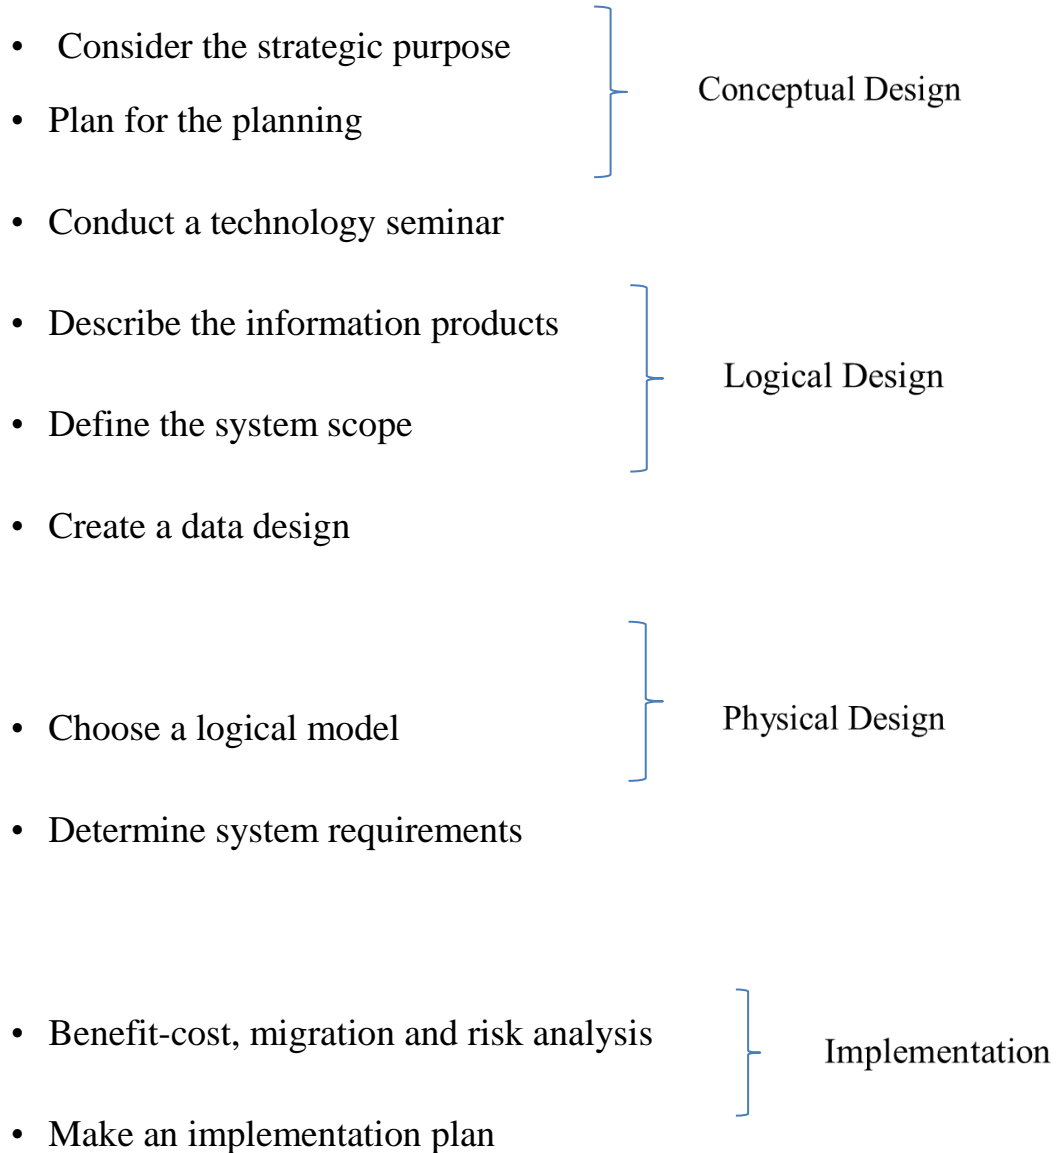 • Consider the strategic purpose
Conceptual Design
• Plan for the planning
• Conduct a technology seminar
• Describe the information products
Logical Design
• Define the system scope
• Create a data design
• Choose a logical model
Physical Design
• Determine system requirements
• Benefit-cost, migration and risk analysis
Implementation
• Make an implementation plan